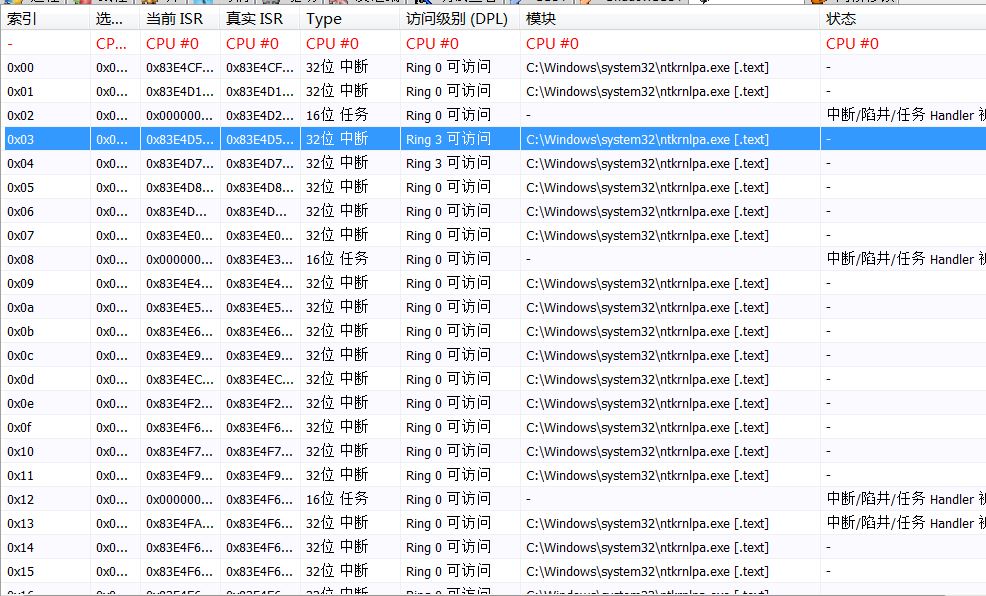 索引 选... 当前 ISR 真实 ISR Type 访问级别 (DPL) 模块 状态
- CP... CPU #0 CPU #0 CPU #0 CPU #0 CPU #0 CPU #0
0x00 0x0... 0x83E4CF... 0x83E4CF... 32位 中断 Ring 0 可访问 C:\Windows\system32\ntkrnlpa.exe [.text] -
0x01 0x0... 0x83E4D1... 0x83E4D1... 32位 中断 Ring 0 可访问 C:\Windows\system32\ntkrnlpa.exe [.text] -
0x02 0x0... 0x000000... 0x83E4D2... 16位 任务 Ring 0 可访问 - 中断/陷井/任务 Handler
0x03 0x0... 0x83E4D5... 0x83E4D5... 32位 中断 Ring 3 可访问 C:\Windows\system32\ntkrnlpa.exe [.text] -
0x04 0x0... 0x83E4D7... 0x83E4D7... 32位 中断 Ring 3 可访问 C:\Windows\system32\ntkrnlpa.exe [.text] -
0x05 0x0... 0x83E4D8... 0x83E4D8... 32位 中断 Ring 0 可访问 C:\Windows\system32\ntkrnlpa.exe [.text] -
0x06 0x0... 0x83E4D... 0x83E4D... 32位 中断 Ring 0 可访问 C:\Windows\system32\ntkrnlpa.exe [.text] -
0x07 0x0... 0x83E4E0... 0x83E4E0... 32位 中断 Ring 0 可访问 C:\Windows\system32\ntkrnlpa.exe [.text] -
0x08 0x0... 0x000000... 0x83E4E3... 16位 任务 Ring 0 可访问 - 中断/陷井/任务 Handler
0x09 0x0... 0x83E4E4... 0x83E4E4... 32位 中断 Ring 0 可访问 C:\Windows\system32\ntkrnlpa.exe [.text] -
0x0a 0x0... 0x83E4E5... 0x83E4E5... 32位 中断 Ring 0 可访问 C:\Windows\system32\ntkrnlpa.exe [.text] -
0x0b 0x0... 0x83E4E6... 0x83E4E6... 32位 中断 Ring 0 可访问 C:\Windows\system32\ntkrnlpa.exe [.text] -
0x0c 0x0... 0x83E4E9... 0x83E4E9... 32位 中断 Ring 0 可访问 C:\Windows\system32\ntkrnlpa.exe [.text] -
0x0d 0x0... 0x83E4EC... 0x83E4EC... 32位 中断 Ring 0 可访问 C:\Windows\system32\ntkrnlpa.exe [.text] -
0x0e 0x0... 0x83E4F2... 0x83E4F2... 32位 中断 Ring 0 可访问 C:\Windows\system32\ntkrnlpa.exe [.text] -
0x0f 0x0... 0x83E4F6... 0x83E4F6... 32位 中断 Ring 0 可访问 C:\Windows\system32\ntkrnlpa.exe [.text] -
0x10 0x0... 0x83E4F7... 0x83E4F7... 32位 中断 Ring 0 可访问 C:\Windows\system32\ntkrnlpa.exe [.text] -
0x11 0x0... 0x83E4F9... 0x83E4F9... 32位 中断 Ring 0 可访问 C:\Windows\system32\ntkrnlpa.exe [.text] -
0x12 0x0... 0x000000... 0x83E4F6... 16位 任务 Ring 0 可访问 - 中断/陷井/任务 Handler
0x13 0x0... 0x83E4FA... 0x83E4F6... 32位 中断 Ring 0 可访问 C:\Windows\system32\ntkrnlpa.exe [.text] 中断/陷井/任务 Handler
0x14 0x0... 0x83E4F6... 0x83E4F6... 32位 中断 Ring 0 可访问 C:\Windows\system32\ntkrnlpa.exe [.text] -
0x15 0x0... 0x83E4F6... 0x83E4F6... 32位 中断 Ring 0 可访问 C:\Windows\system32\ntkrnlpa.exe [.text] -